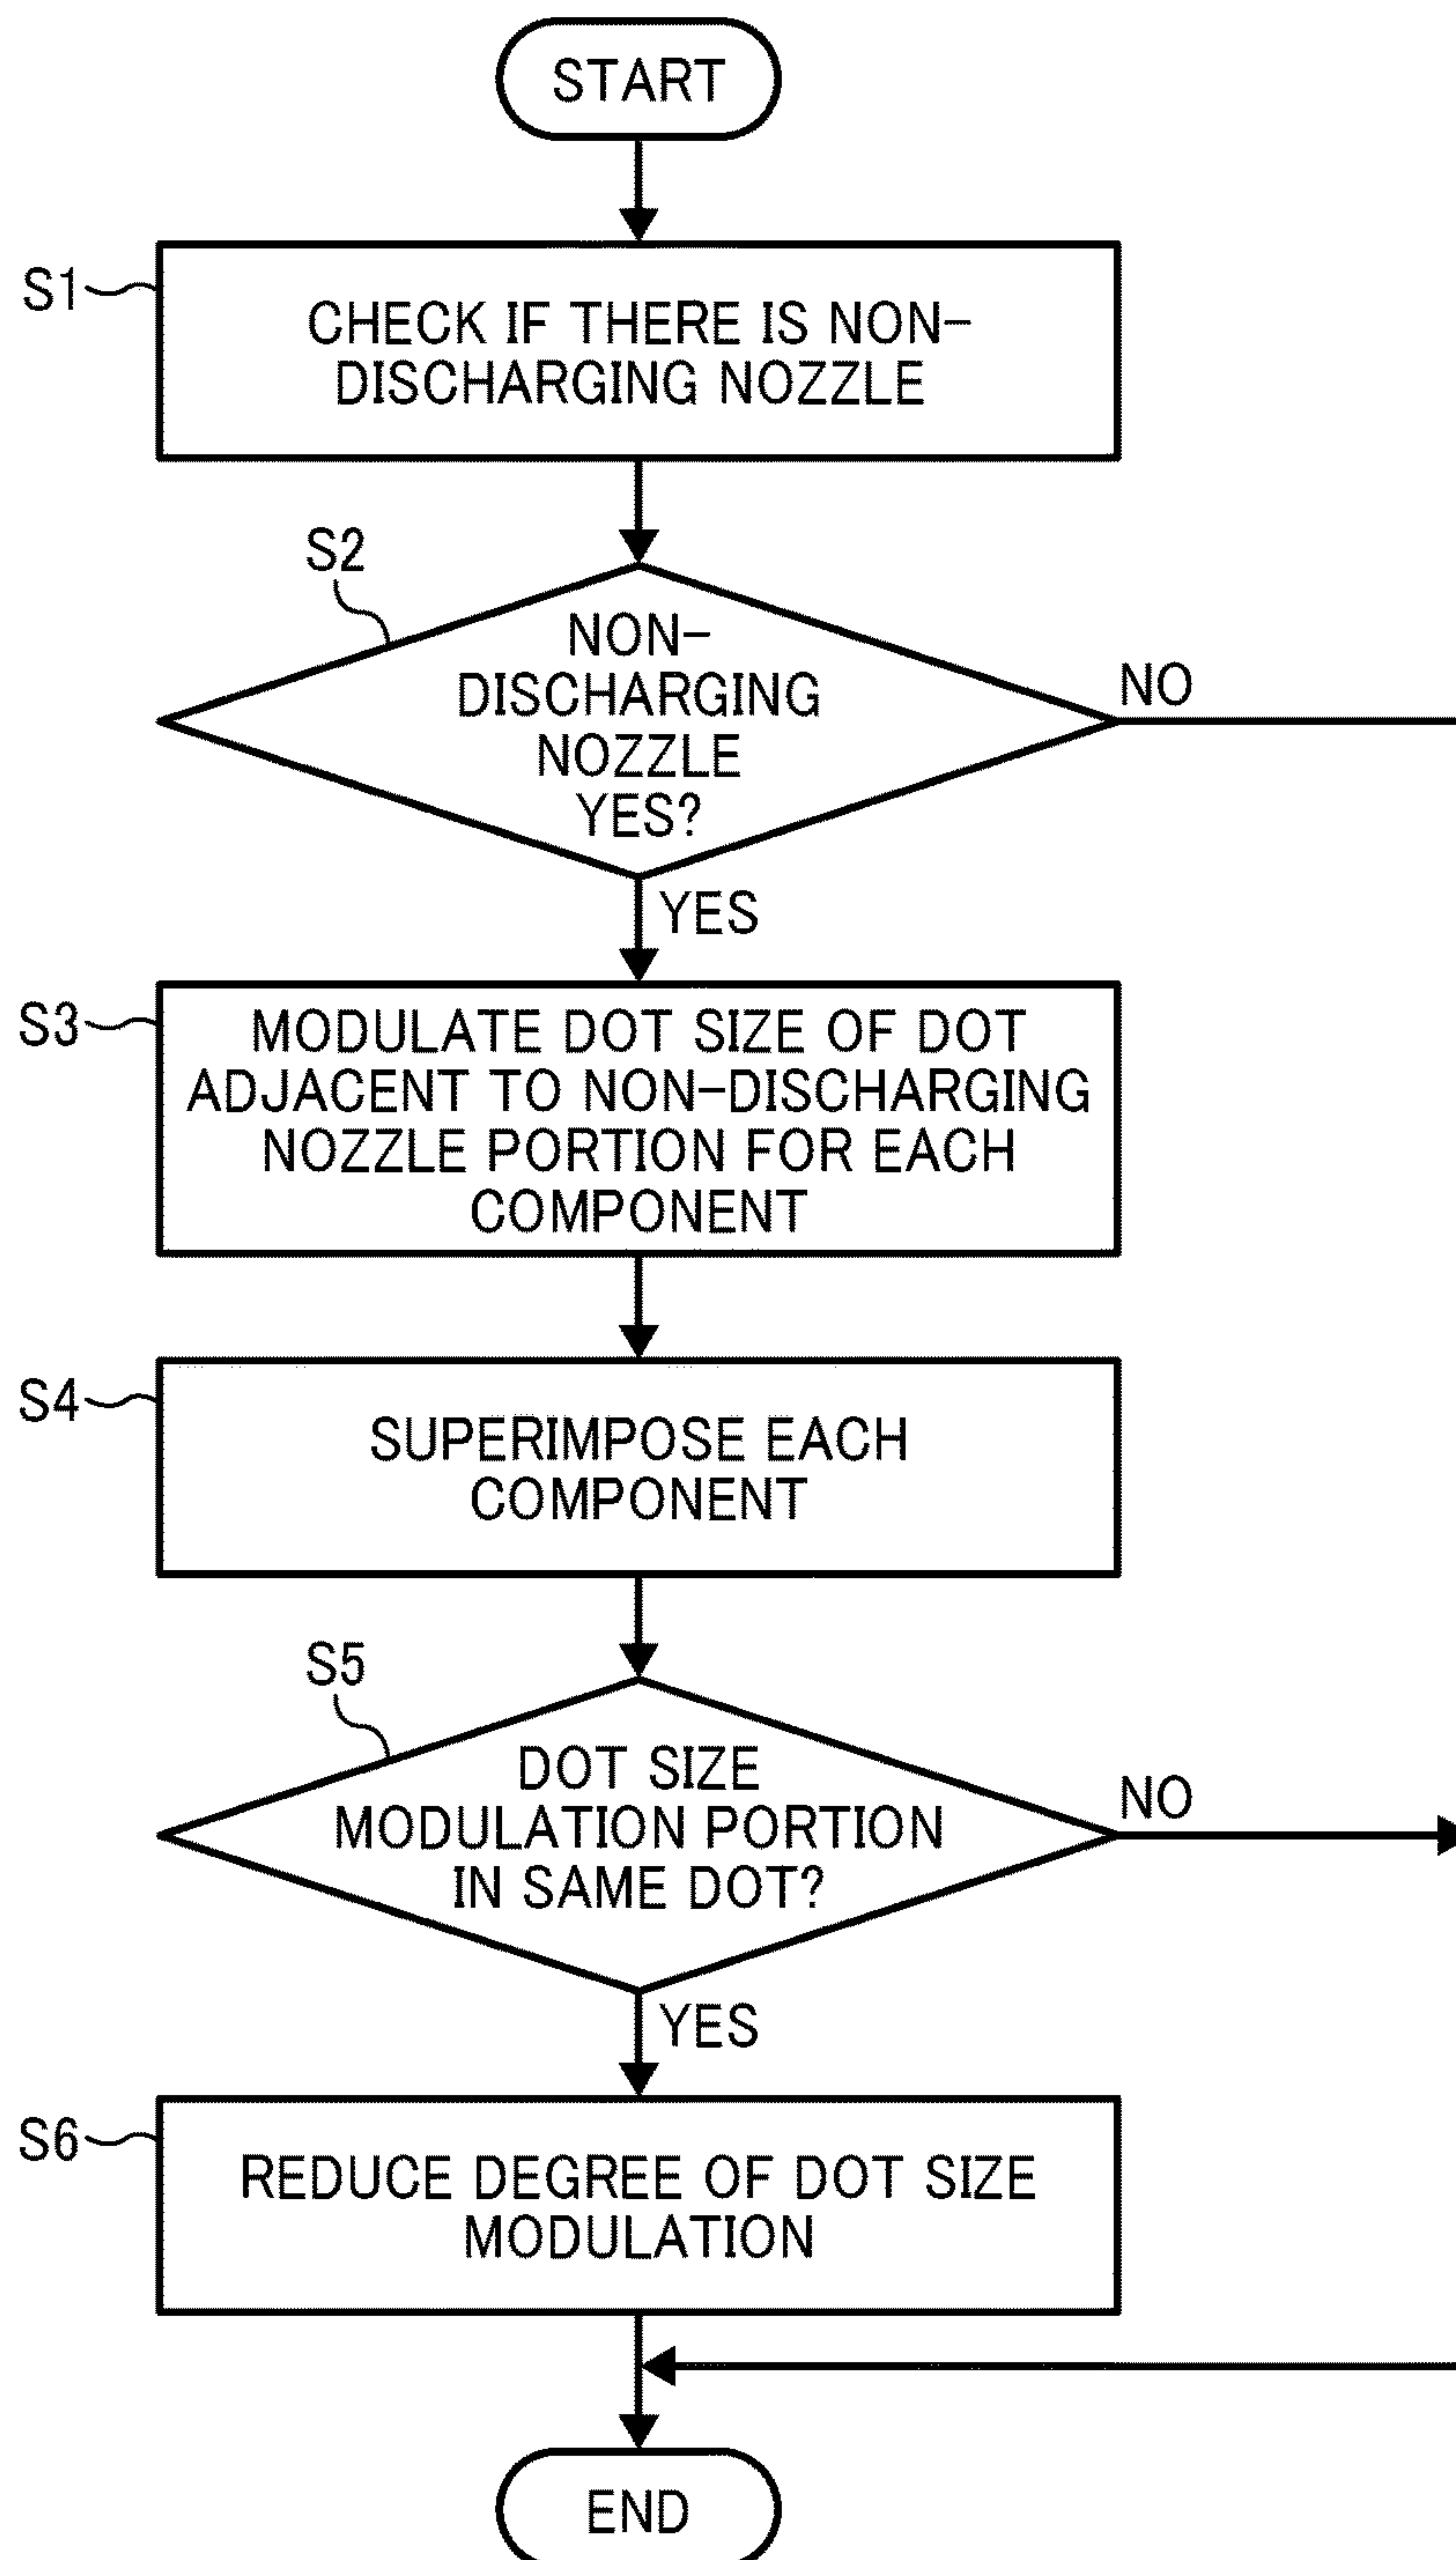 START
S1
CHECK IF THERE IS NON-
DISCHARGING NOZZLE
S2
NON-
DISCHARGING
NOZZLE
YES?
NO
YES
S3
MODULATE DOT SIZE OF DOT
ADJACENT TO NON-DISCHARGING
NOZZLE PORTION FOR EACH
COMPONENT
S4
SUPERIMPOSE EACH
COMPONENT
S5
DOT SIZE
MODULATION PORTION
IN SAME DOT?
NO
YES
S6
REDUCE DEGREE OF DOT SIZE
MODULATION
END